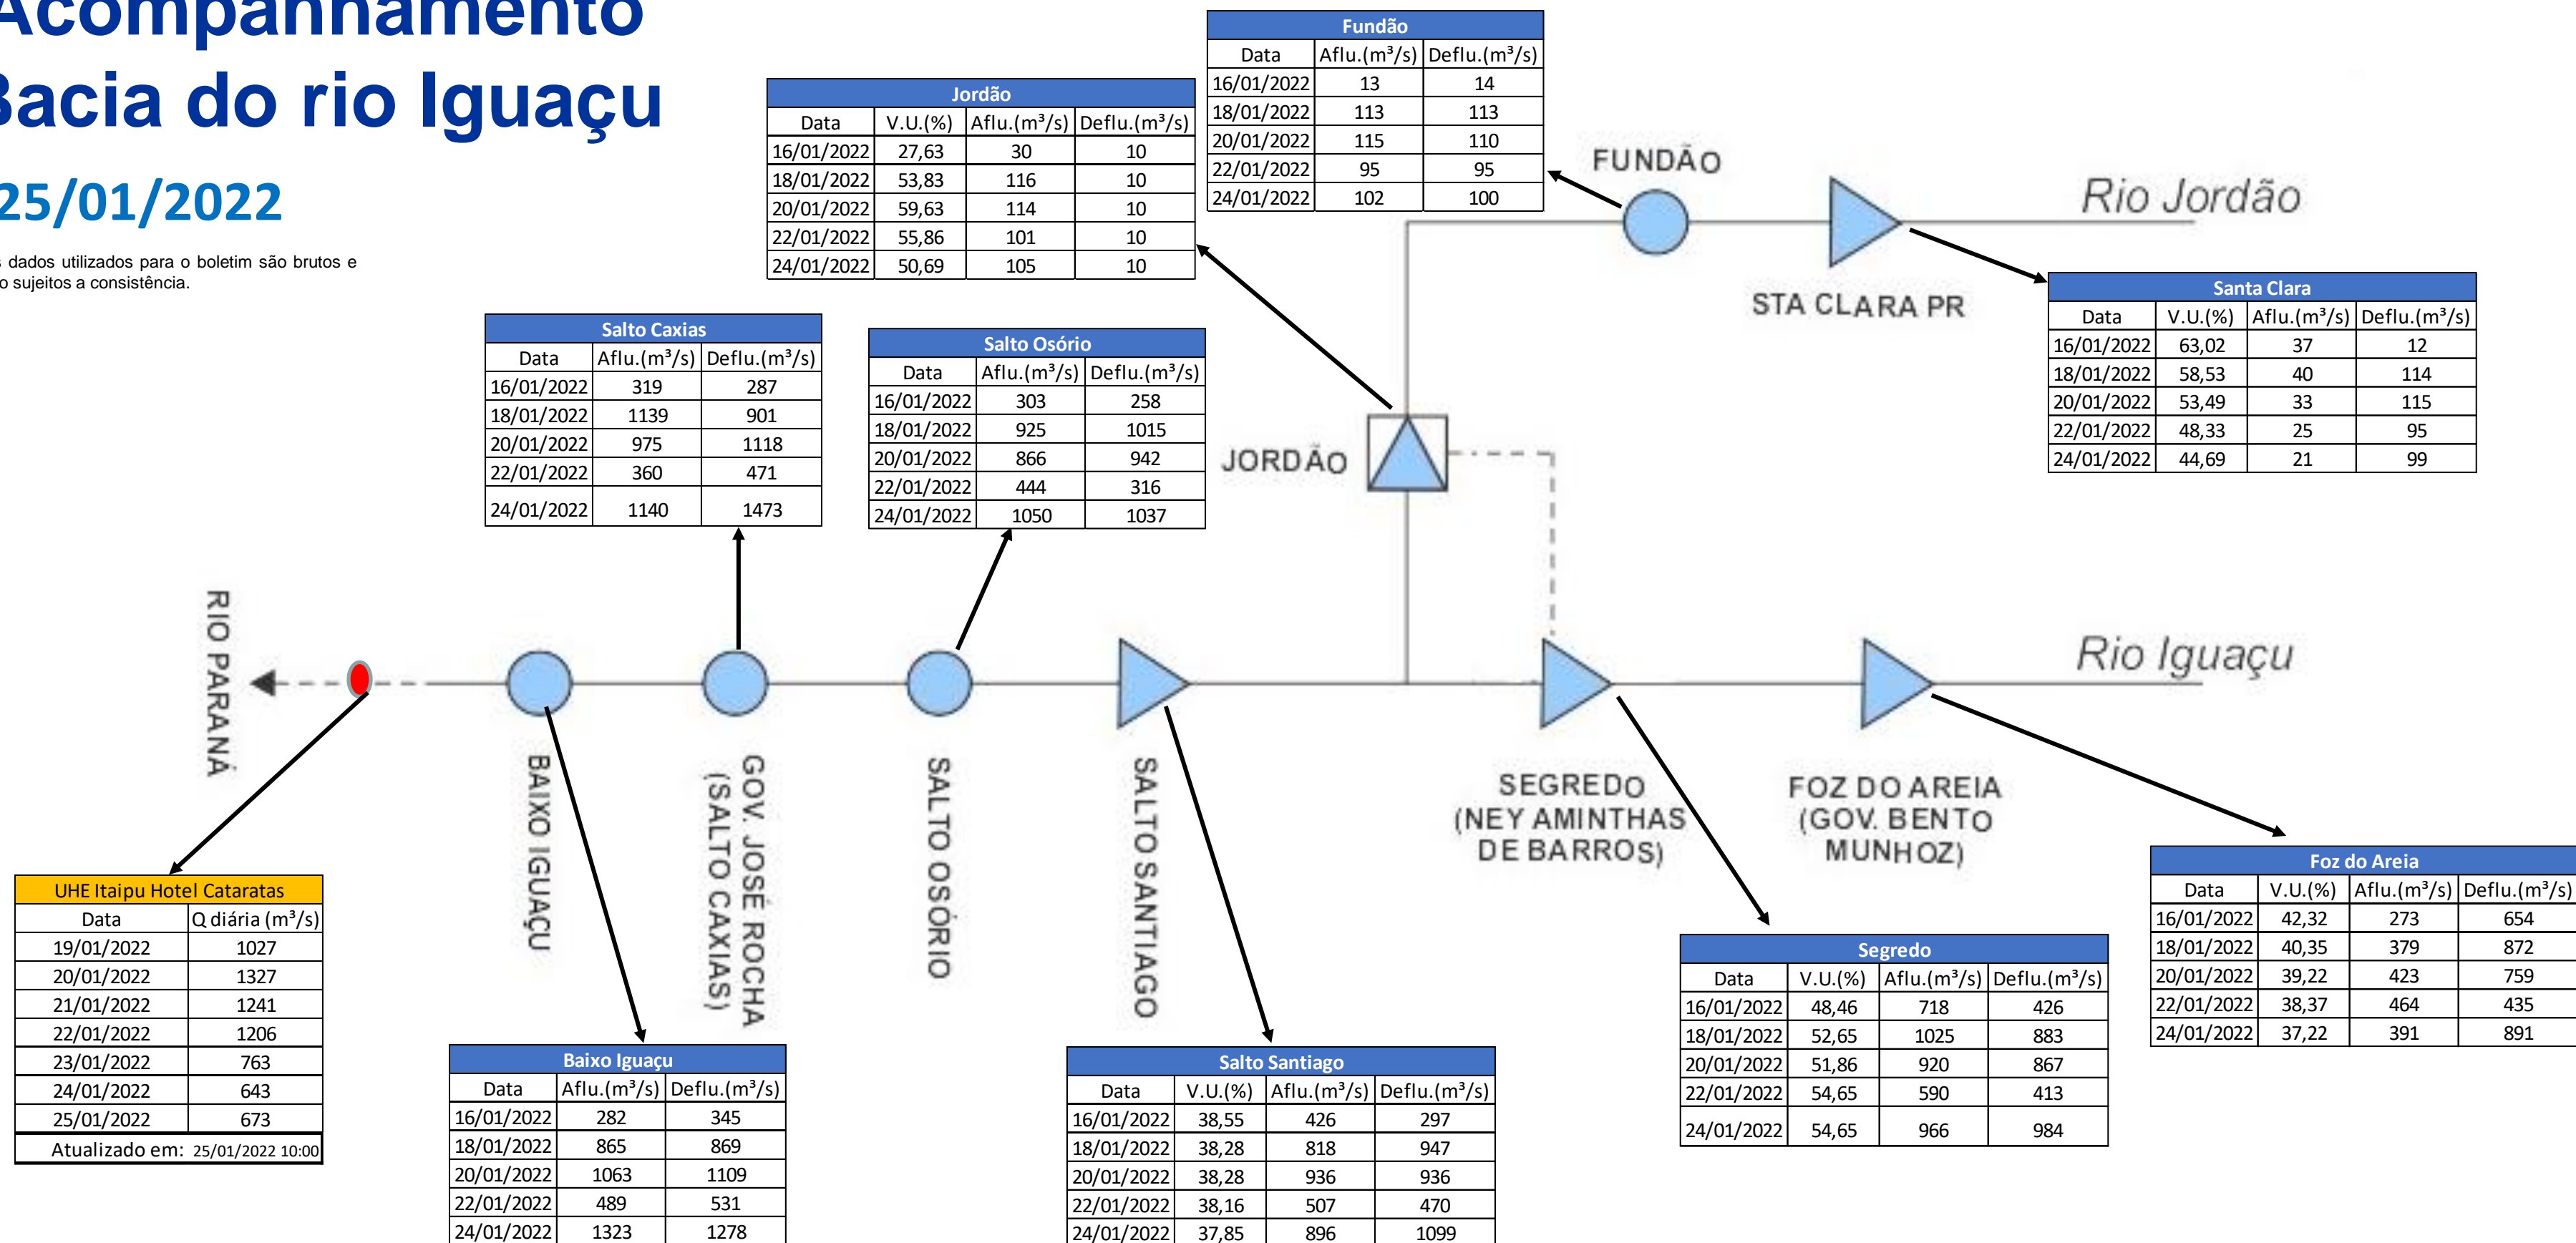 Acompanhamento
Bacia do rio Iguaçu
25/01/2022
s dados utilizados para o boletim são brutos e
o sujeitos a consistência.
Fundão
Data Aflu.(m³/s) Deflu.(m³/s)
16/01/2022 13 14
18/01/2022 113 113
20/01/2022 115 110
22/01/2022 95 95
24/01/2022 102 100
Jordão
Data V.U.(%) Aflu.(m³/s) Deflu.(m³/s)
16/01/2022 27,63 30 10
18/01/2022 53,83 116 10
20/01/2022 59,63 114 10
22/01/2022 55,86 101 10
24/01/2022 50,69 105 10
FUNDÃO
Rio Jordão
STA CLARA PR
Santa Clara
Data V.U.(%) Aflu.(m³/s) Deflu.(m³/s)
16/01/2022 63,02 37 12
18/01/2022 58,53 40 114
20/01/2022 53,49 33 115
22/01/2022 48,33 25 95
24/01/2022 44,69 21 99
Salto Caxias
Data Aflu.(m³/s) Deflu.(m³/s)
16/01/2022 319 287
18/01/2022 1139 901
20/01/2022 975 1118
22/01/2022 360 471
24/01/2022 1140 1473
Salto Osório
Data Aflu.(m³/s) Deflu.(m³/s)
16/01/2022 303 258
18/01/2022 925 1015
20/01/2022 866 942
22/01/2022 444 316
24/01/2022 1050 1037
JORDÃO
RIO PARANÁ
Rio Iguaçu
BAIXO IGUAÇU
GOV. JOSÉ ROCHA
(SALTO CAXIAS)
SALTO OSÓRIO
SALTO SANTIAGO
SEGREDO
(NEY AMINTHAS
DE BARROS)
FOZ DO AREIA
(GOV. BENTO
MUNHOZ)
UHE Itaipu Hotel Cataratas
Data Q diária (m³/s)
19/01/2022 1027
20/01/2022 1327
21/01/2022 1241
22/01/2022 1206
23/01/2022 763
24/01/2022 643
25/01/2022 673
Atualizado em: 25/01/2022 10:00
Baixo Iguaçu
Data Aflu.(m³/s) Deflu.(m³/s)
16/01/2022 282 345
18/01/2022 865 869
20/01/2022 1063 1109
22/01/2022 489 531
24/01/2022 1323 1278
Salto Santiago
Data V.U.(%) Aflu.(m³/s) Deflu.(m³/s)
16/01/2022 38,55 426 297
18/01/2022 38,28 818 947
20/01/2022 38,28 936 936
22/01/2022 38,16 507 470
24/01/2022 37,85 896 1099
Segredo
Data V.U.(%) Aflu.(m³/s) Deflu.(m³/s)
16/01/2022 48,46 718 426
18/01/2022 52,65 1025 883
20/01/2022 51,86 920 867
22/01/2022 54,65 590 413
24/01/2022 54,65 966 984
Foz do Areia
Data V.U.(%) Aflu.(m³/s) Deflu.(m³/s)
16/01/2022 42,32 273 654
18/01/2022 40,35 379 872
20/01/2022 39,22 423 759
22/01/2022 38,37 464 435
24/01/2022 37,22 391 891